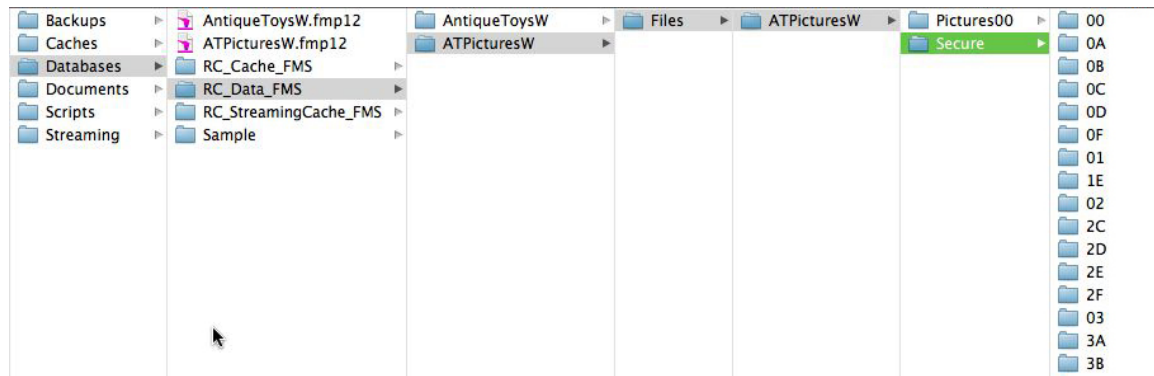 Backups
Caches
Databases
Documents
Scripts
Streaming
AntiqueToysW.fmp12
ATPicturesW.fmp12
RC_Cache_FMS
RC_Data_FMS
RC_StreamingCache_FMS
Sample
AntiqueToysW
ATPicturesW
Files
ATPicturesW
Pictures00
Secure
00
0A
0B
0C
0D
0F
01
1E
02
2C
2D
2E
2F
03
3A
3B